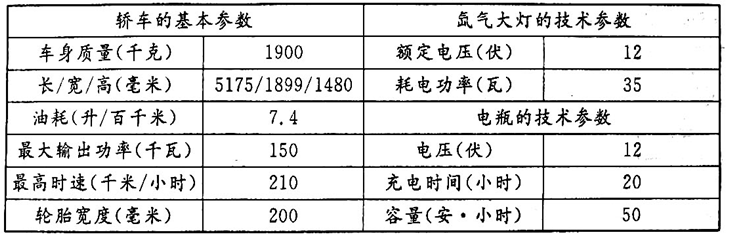 轿车的基本参数 氙气大灯的技术参数
车身质量(千克) 1900 额定电压(伏) 12
长/宽/高(毫米) 5175/1899/1480 耗电功率(瓦) 35
油耗(升/百千米) 7.4 电瓶的技术参数
最大输出功率(千瓦) 150 电压(伏) 12
最高时速(千米/小时) 210 充电时间(小时) 20
轮胎宽度(毫米) 200 容量(安·小时) 50